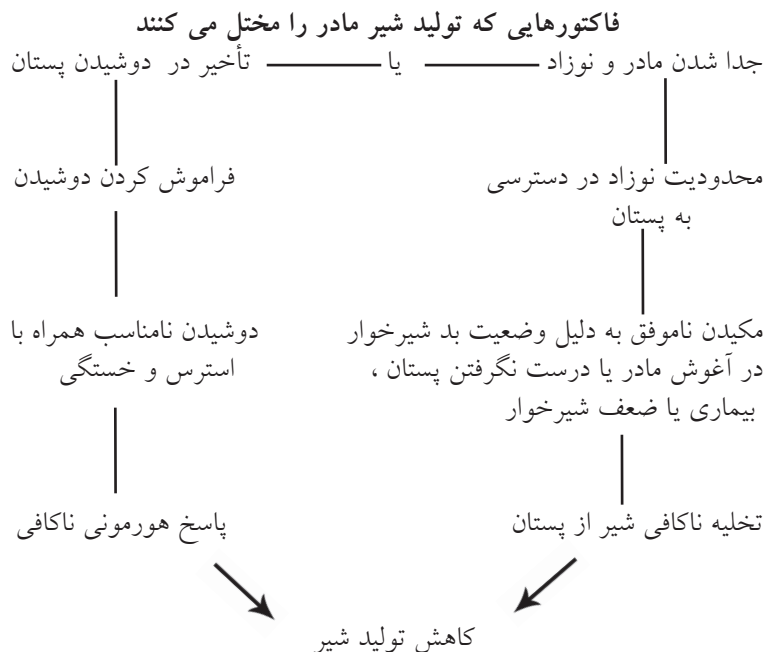 فاکتورهایی که تولید شیر مادر را مختل می کنند
جدا شدن مادر و نوزاد یا تأخیر در دوشیدن پستان
محدودیت نوزاد در دسترسی
به پستان
فراموش کردن دوشیدن
مکیدن ناموفق به دلیل وضعیت بد شیرخوار
در آغوش مادر یا درست نگرفتن پستان ،
بیماری یا ضعف شیرخوار
دوشیدن نامناسب همراه با
استرس و خستگی
تخلیه ناکافی شیر از پستان
پاسخ هورمونی ناکافی
کاهش تولید شیر